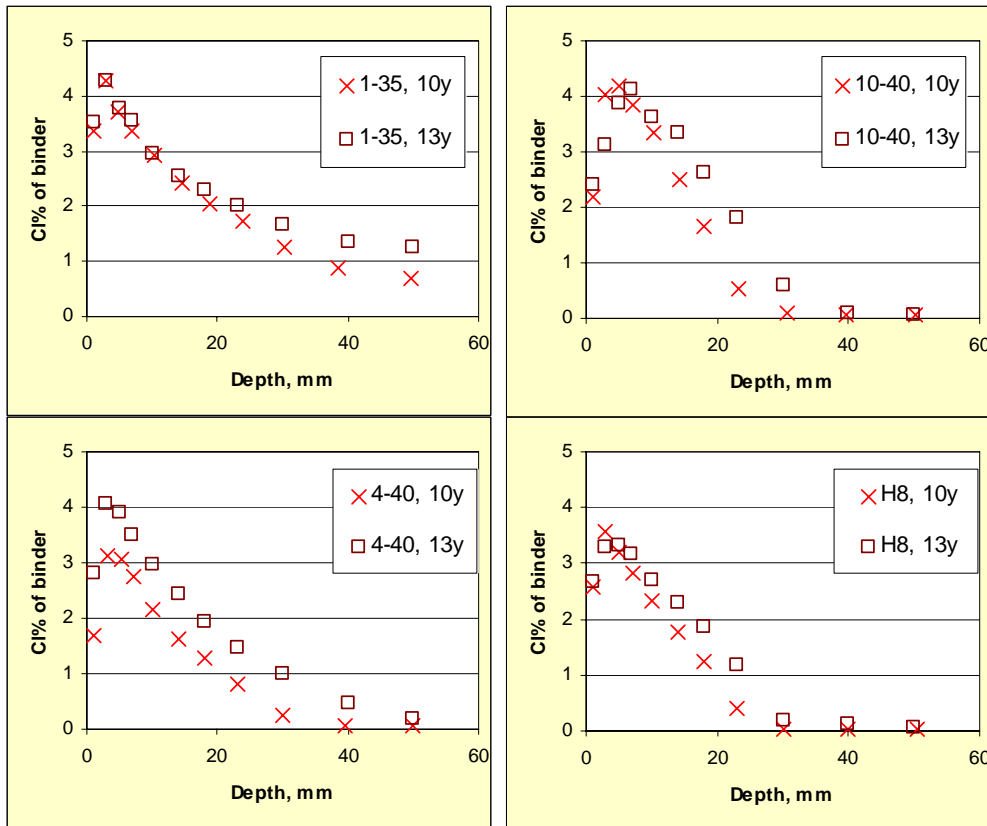 5
4
3
2
1
0
0 20 40 60
Cl% of binder
Depth, mm
1-35, 10y
1-35, 13y
5
4
3
2
1
0
0 20 40 60
Cl% of binder
Depth, mm
10-40, 10y
10-40, 13y
5
4
3
2
1
0
0 20 40 60
Cl% of binder
Depth, mm
4-40, 10y
4-40, 13y
5
4
3
2
1
0
0 20 40 60
Cl% of binder
Depth, mm
H8, 10y
H8, 13y